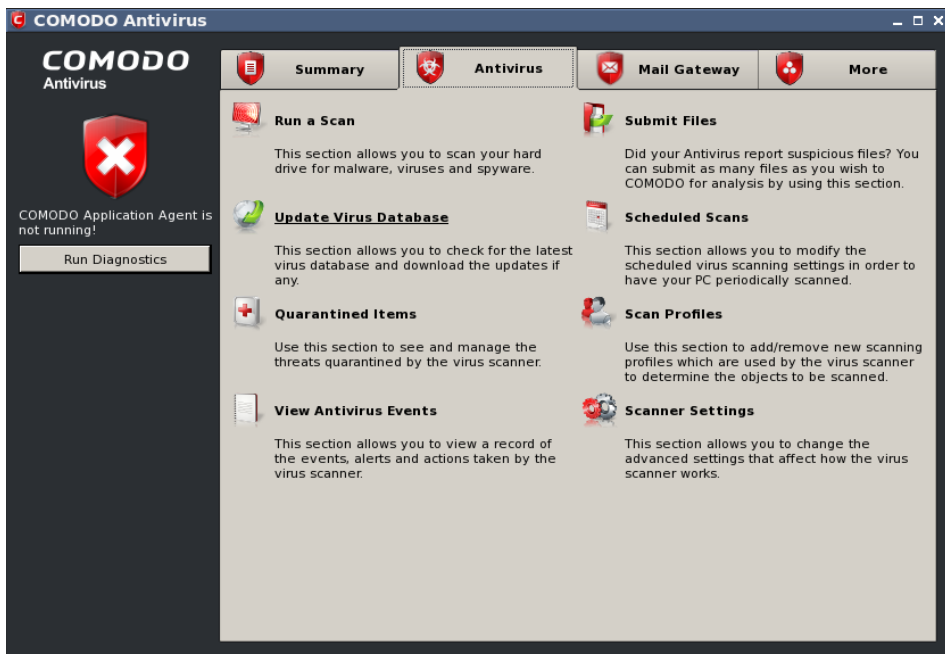 COMODO Antivirus
COMODO
Antivirus
COMODO Application Agent is
not running!
Run Diagnostics
Summary
Antivirus
Mail Gateway
More
Run a Scan
This section allows you to scan your hard
drive for malware, viruses and spyware.
Update Virus Database
This section allows you to check for the latest
virus database and download the updates if
any.
Quarantined Items
Use this section to see and manage the
threats quarantined by the virus scanner.
View Antivirus Events
This section allows you to view a record of
the events, alerts and actions taken by the
virus scanner.
Submit Files
Did your Antivirus report suspicious files? You
can submit as many files as you wish to
COMODO for analysis by using this section.
Scheduled Scans
This section allows you to modify the
scheduled virus scanning settings in order to
have your PC periodically scanned.
Scan Profiles
Use this section to add/remove new scanning
profiles which are used by the virus scanner
to determine the objects to be scanned.
Scanner Settings
This section allows you to change the
advanced settings that affect how the virus
scanner works.